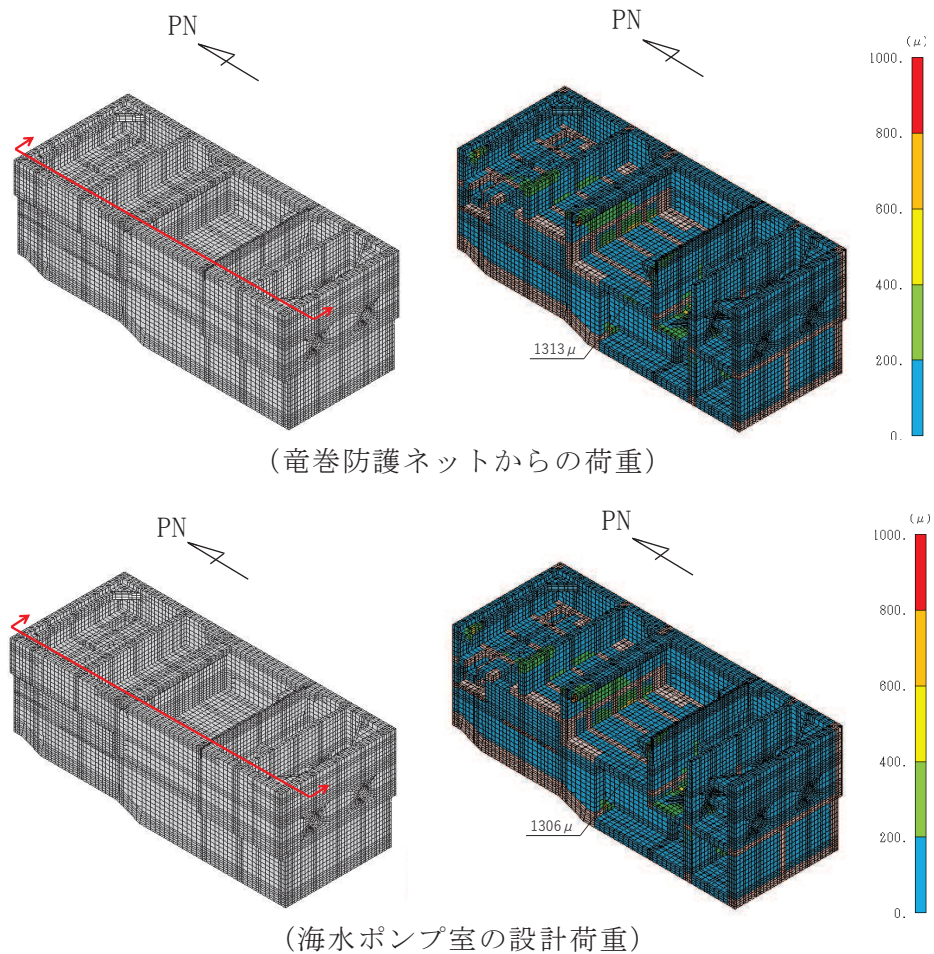 PN
PN
(μ)
1000.
800.
600.
400.
200.
0.
1313μ
(竜巻防護ネットからの荷重)
PN
PN
(μ)
1000.
800.
600.
400.
200.
0.
1306μ
(海水ポンプ室の設計荷重)